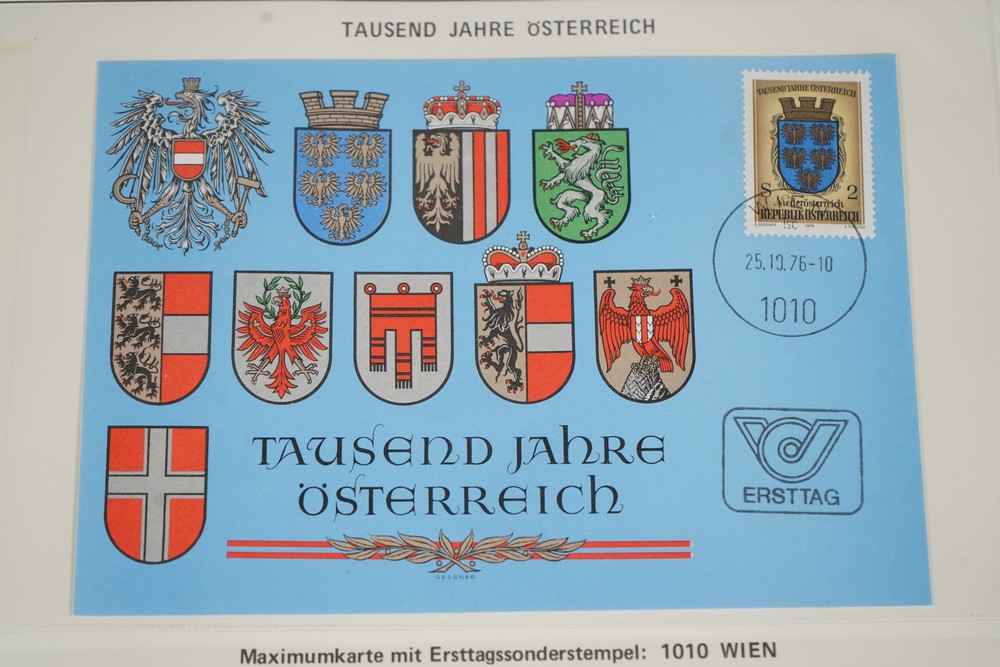 TAUSEND JAHRE ÖSTERREICH
TAUSEND JAHRE ÖSTERREICH
S 2
Niederösterreich
REPUBLIK ÖSTERREICH
1976
25.10.76-10
1010
TAUSEND JAHRE
ÖSTERREICH
GESSNER
ERSTTAG
Maximumkarte mit Ersttagssonderstempel: 1010 WIEN